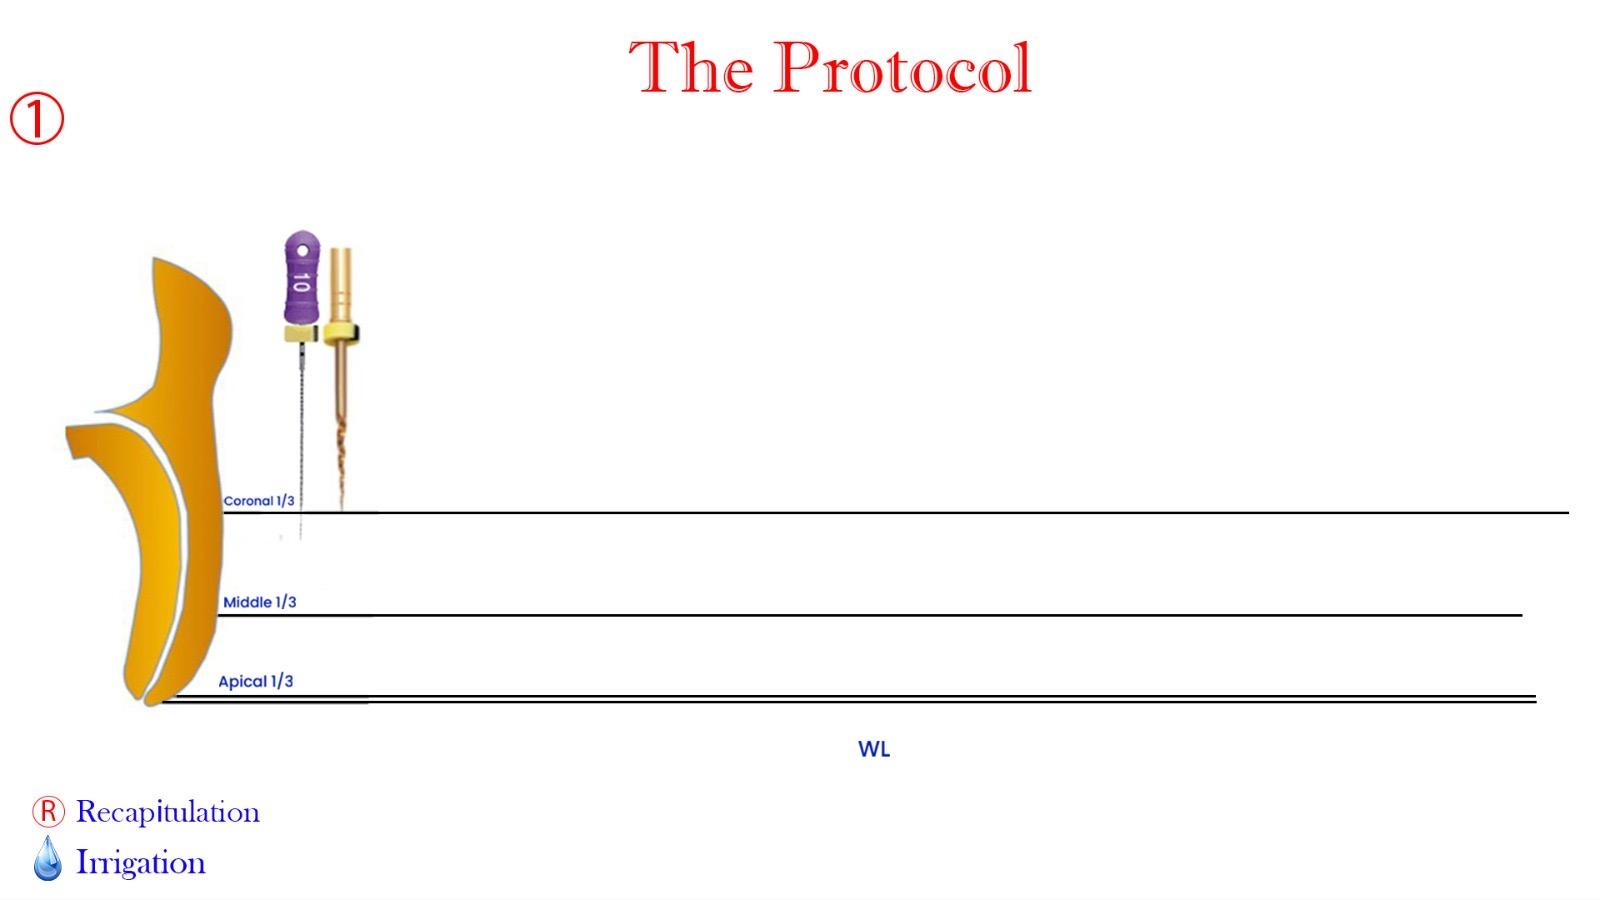 The Protocol
①
10
Coronal 1/3
Middle 1/3
Apical 1/3
WL
Ⓡ Recapitulation
Irrigation